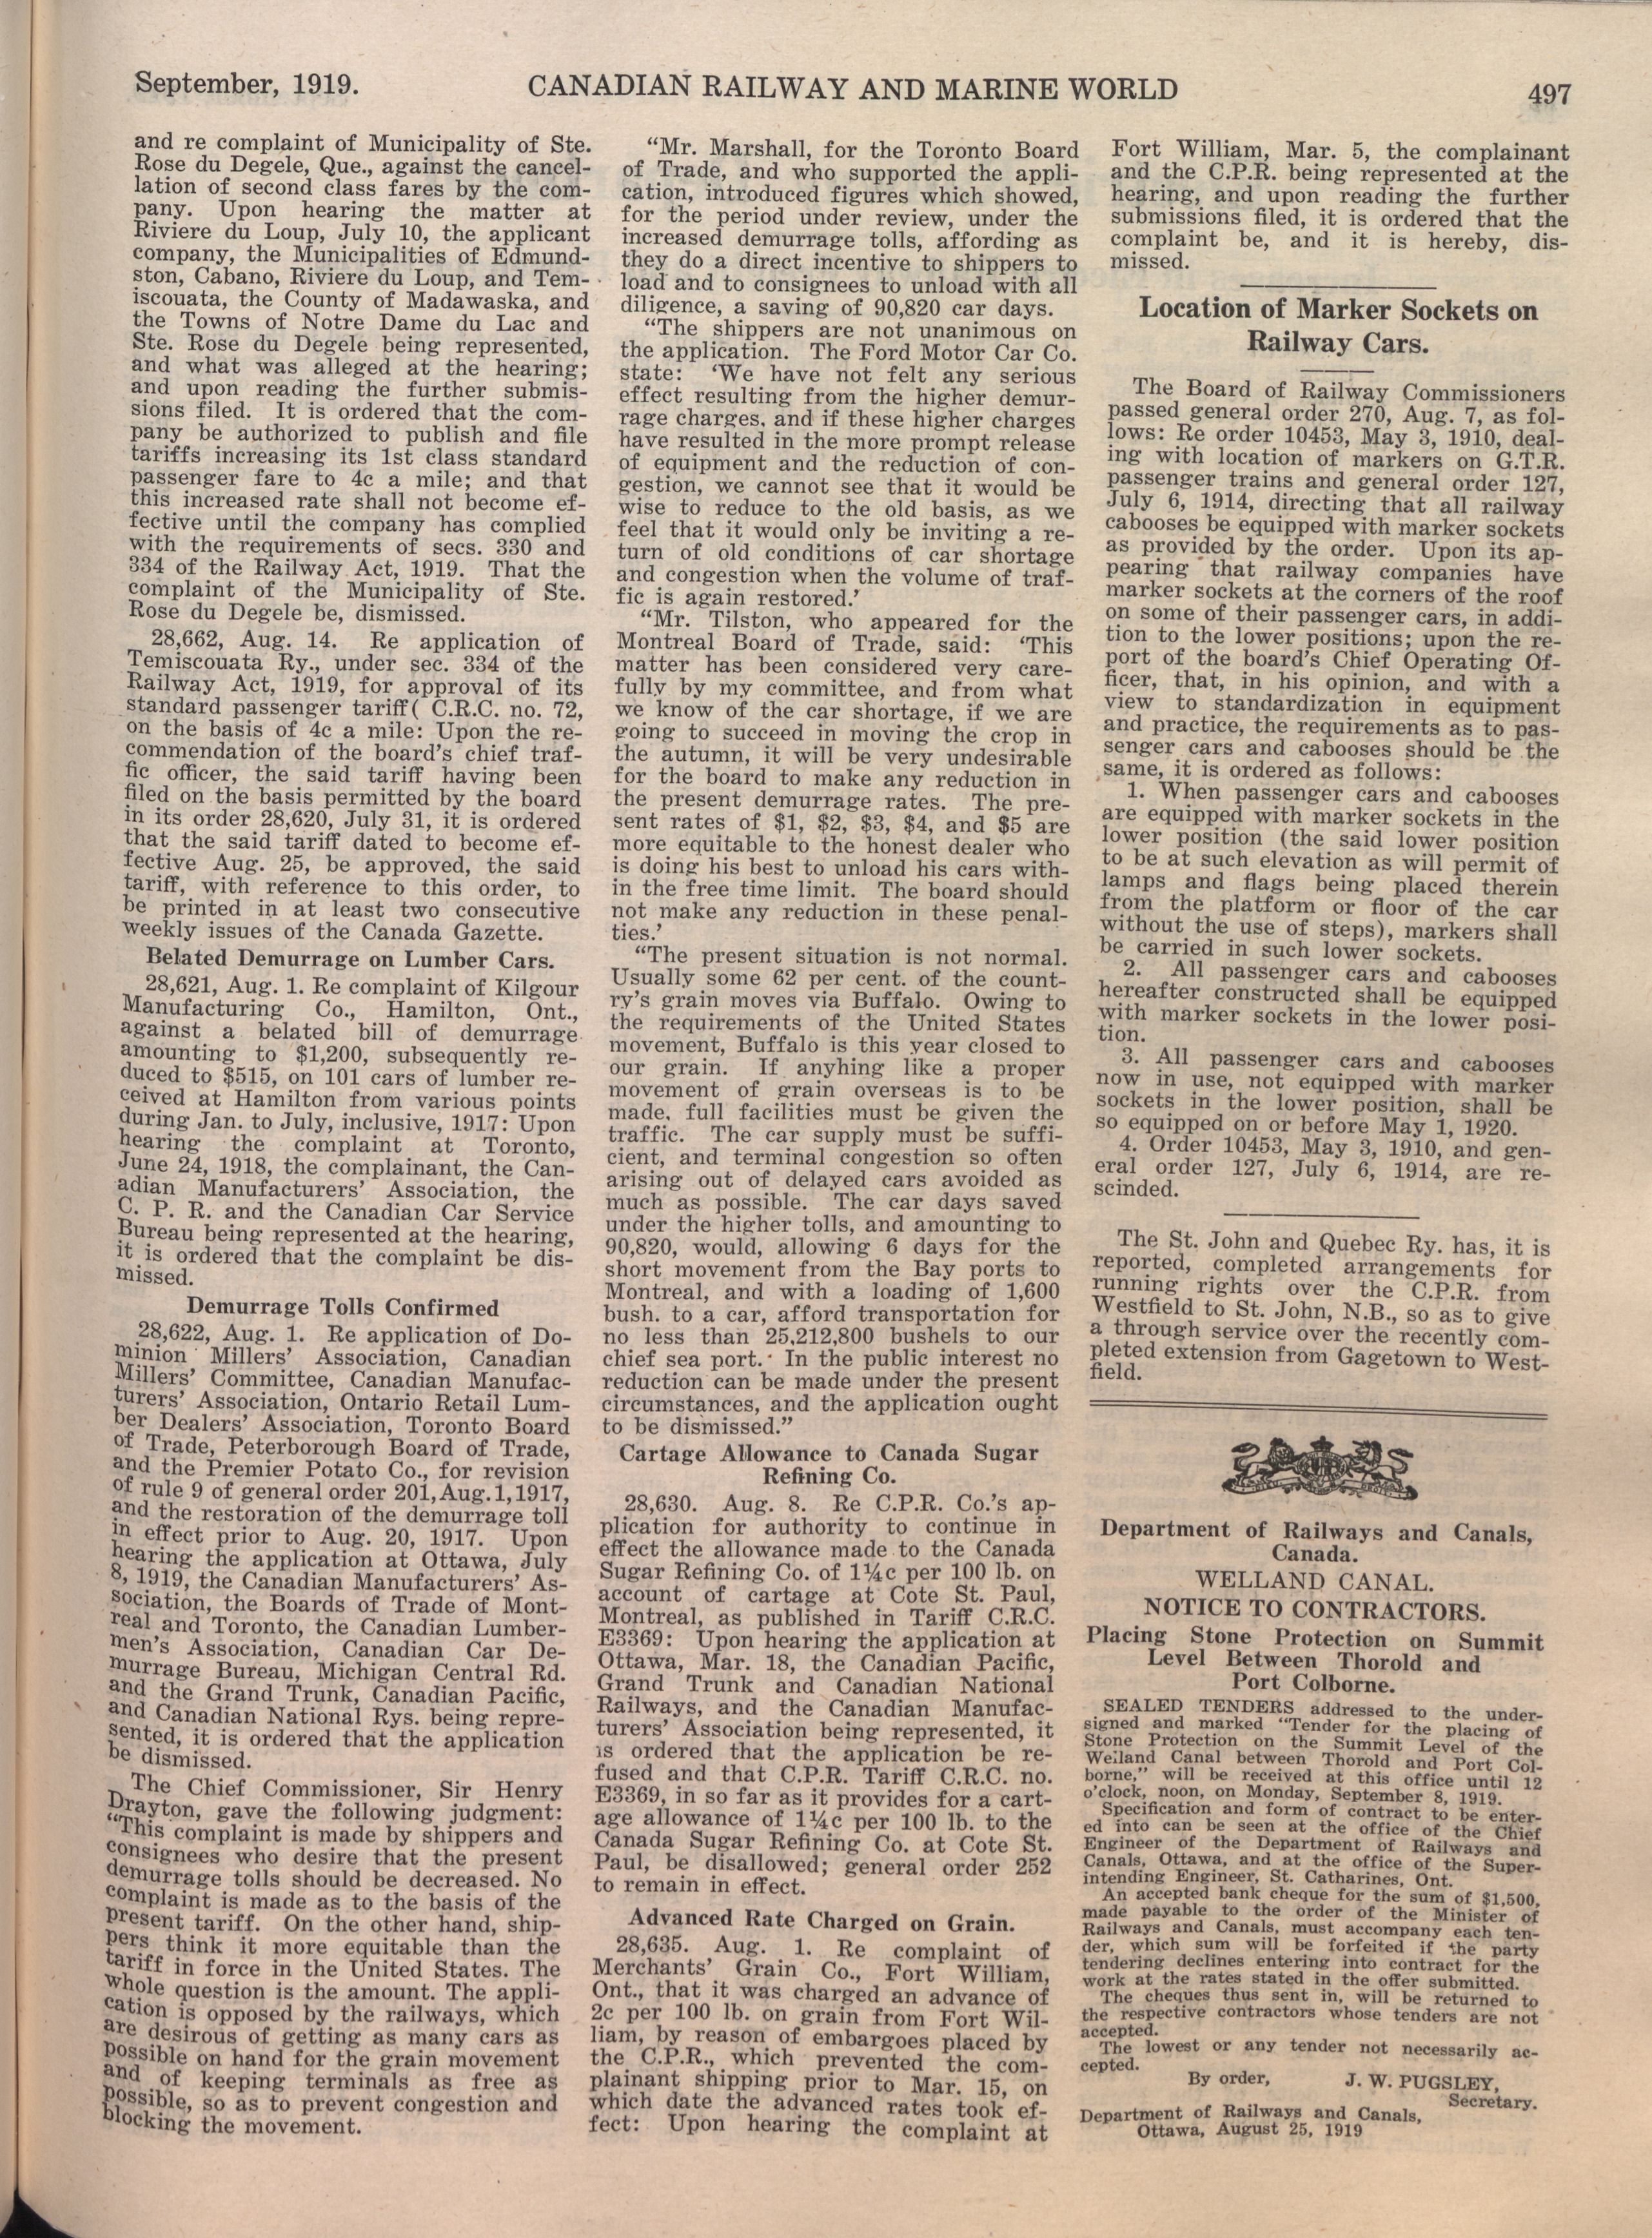 September, 1919.
CANADIAN RAILWAY AND MARINE WORLD
497
and re complaint of Municipality of Ste.
Rose du Degele, Que., against the cancel-
lation of second class fares by the com-
pany. Upon hearing the matter at
Riviere du Loup, July 10, the applicant
company, the Municipalities of Edmund-
ston, Cabano, Riviere du Loup, and Tem-
iscouata, the County of Madawaska, and
the Towns of Notre Dame du Lac and
Ste. Rose du Degele being represented,
and what was alleged at the hearing;
and upon reading the further submis-
sions filed. It is ordered that the com-
pany be authorized to publish and file
tariffs increasing its 1st class standard
passenger fare to 4c a mile; and that
this increased rate shall not become ef-
fective until the company has complied
with the requirements of secs. 330 and
334 of the Railway Act, 1919. That the
complaint of the Municipality of Ste.
Rose du Degele be, dismissed.
28,662, Aug. 14. Re application of
Temiscouata Ry., under sec. 334 of the
Railway Act, 1919, for approval of its
standard passenger tariff( C.R.C. no. 72,
on the basis of 4c a mile: Upon the re-
commendation of the board's chief traf-
fic officer, the said tariff having been
filed on the basis permitted by the board
in its order 28,620, July 31, it is ordered
that the said tariff dated to become ef-
fective Aug. 25, be approved, the said
tariff, with reference to this order, to
be printed in at least two consecutive
weekly issues of the Canada Gazette.
Belated Demurrage on Lumber Cars.
28,621, Aug. 1. Re complaint of Kilgour
Manufacturing Co., Hamilton, Ont.,
against a belated bill of demurrage
amounting to $1,200, subsequently re-
duced to $515, on 101 cars of lumber re-
ceived at Hamilton from various points
during Jan. to July, inclusive, 1917: Upon
hearing the complaint at Toronto,
June 24, 1918, the complainant, the Can-
adian Manufacturers' Association, the
C. P. R. and the Canadian Car Service
Bureau being represented at the hearing,
it is ordered that the complaint be dis-
missed.
Demurrage Tolls Confirmed
28,622, Aug. 1. Re application of Do-
minion Millers' Association, Canadian
Millers' Committee, Canadian Manufac-
turers' Association, Ontario Retail Lum-
ber Dealers' Association, Toronto Board
of Trade, Peterborough Board of Trade,
and the Premier Potato Co., for revision
of rule 9 of general order 201, Aug. 1, 1917,
and the restoration of the demurrage toll
in effect prior to Aug. 20, 1917. Upon
hearing the application at Ottawa, July
8, 1919, the Canadian Manufacturers' As-
sociation, the Boards of Trade of Mont-
real and Toronto, the Canadian Lumber-
men's Association, Canadian Car De-
murrage Bureau, Michigan Central Rd.
and the Grand Trunk, Canadian Pacific,
and Canadian National Rys. being repre-
sented, it is ordered that the application
be dismissed.
The Chief Commissioner, Sir Henry
Drayton, gave the following judgment:
"This complaint is made by shippers and
consignees who desire that the present
demurrage tolls should be decreased. No
complaint is made as to the basis of the
present tariff. On the other hand, ship-
pers think it more equitable than the
tariff in force in the United States. The
whole question is the amount. The appli-
cation is opposed by the railways, which
are desirous of getting as many cars as
possible on hand for the grain movement
and of keeping terminals as free as
possible, so as to prevent congestion and
blocking the movement.
"Mr. Marshall, for the Toronto Board
of Trade, and who supported the appli-
cation, introduced figures which showed,
for the period under review, under the
increased demurrage tolls, affording as
they do a direct incentive to shippers to
load and to consignees to unload with all
diligence, a saving of 90,820 car days.
"The shippers are not unanimous on
the application. The Ford Motor Car Co.
state: 'We have not felt any serious
effect resulting from the higher demur-
rage charges, and if these higher charges
have resulted in the more prompt release
of equipment and the reduction of con-
gestion, we cannot see that it would be
wise to reduce to the old basis, as we
feel that it would only be inviting a re-
turn of old conditions of car shortage
and congestion when the volume of traf-
fic is again restored.'
"Mr. Tilston, who appeared for the
Montreal Board of Trade, said: 'This
matter has been considered very care-
fully by my committee, and from what
we know of the car shortage, if we are
going to succeed in moving the crop in
the autumn, it will be very undesirable
for the board to make any reduction in
the present demurrage rates. The pre-
sent rates of $1, $2, $3, $4, and $5 are
more equitable to the honest dealer who
is doing his best to unload his cars with-
in the free time limit. The board should
not make any reduction in these penal-
ties.'
"The present situation is not normal.
Usually some 62 per cent. of the count-
ry's grain moves via Buffalo. Owing to
the requirements of the United States
movement, Buffalo is this year closed to
our grain. If anyhing like a proper
movement of grain overseas is to be
made, full facilities must be given the
traffic. The car supply must be suffi-
cient, and terminal congestion so often
arising out of delayed cars avoided as
much as possible. The car days saved
under the higher tolls, and amounting to
90,820, would, allowing 6 days for the
short movement from the Bay ports to
Montreal, and with a loading of 1,600
bush. to a car, afford transportation for
no less than 25,212,800 bushels to our
chief sea port. In the public interest no
reduction can be made under the present
circumstances, and the application ought
to be dismissed."
Cartage Allowance to Canada Sugar
Refining Co.
28,630. Aug. 8. Re C.P.R. Co.'s ap-
plication for authority to continue in
effect the allowance made to the Canada
Sugar Refining Co. of 1¼c per 100 lb. on
account of cartage at Cote St. Paul,
Montreal, as published in Tariff C.R.C.
E3369: Upon hearing the application at
Ottawa, Mar. 18, the Canadian Pacific,
Grand Trunk and Canadian National
Railways, and the Canadian Manufac-
turers' Association being represented, it
is ordered that the application be re-
fused and that C.P.R. Tariff C.R.C. no.
E3369, in so far as it provides for a cart-
age allowance of 1¼c per 100 lb. to the
Canada Sugar Refining Co. at Cote St.
Paul, be disallowed; general order 252
to remain in effect.
Advanced Rate Charged on Grain.
28,635. Aug. 1. Re complaint of
Merchants' Grain Co., Fort William,
Ont., that it was charged an advance of
2c per 100 lb. on grain from Fort Wil-
liam, by reason of embargoes placed by
the C.P.R., which prevented the com-
plainant shipping prior to Mar. 15, on
which date the advanced rates took ef-
fect: Upon hearing the complaint at
Fort William, Mar. 5, the complainant
and the C.P.R. being represented at the
hearing, and upon reading the further
submissions filed, it is ordered that the
complaint be, and it is hereby, dis-
missed.
Location of Marker Sockets on
Railway Cars.
The Board of Railway Commissioners
passed general order 270, Aug. 7, as fol-
lows: Re order 10453, May 3, 1910, deal-
ing with location of markers on G.T.R.
passenger trains and general order 127,
July 6, 1914, directing that all railway
cabooses be equipped with marker sockets
as provided by the order. Upon its ap-
pearing that railway companies have
marker sockets at the corners of the roof
on some of their passenger cars, in addi-
tion to the lower positions; upon the re-
port of the board's Chief Operating Of-
ficer, that, in his opinion, and with a
view to standardization in equipment
and practice, the requirements as to pas-
senger cars and cabooses should be the
same, it is ordered as follows:
1. When passenger cars and cabooses
are equipped with marker sockets in the
lower position (the said lower position
to be at such elevation as will permit of
lamps and flags being placed therein
from the platform or floor of the car
without the use of steps), markers shall
be carried in such lower sockets.
2. All passenger cars and cabooses
hereafter constructed shall be equipped
with marker sockets in the lower posi-
tion.
3. All passenger cars and cabooses
now in use, not equipped with marker
sockets in the lower position, shall be
so equipped on or before May 1, 1920.
4. Order 10453, May 3, 1910, and gen-
eral order 127, July 6, 1914, are re-
scinded.
The St. John and Quebec Ry. has, it is
reported, completed arrangements for
running rights over the C.P.R. from
Westfield to St. John, N.B., so as to give
a through service over the recently com-
pleted extension from Gagetown to West-
field.
Department of Railways and Canals,
Canada.
WELLAND CANAL.
NOTICE TO CONTRACTORS.
Placing Stone Protection on Summit
Level Between Thorold and
Port Colborne.
SEALED TENDERS addressed to the under-
signed and marked "Tender for the placing of
Stone Protection on the Summit Level of the
Weiland Canal between Thorold and Port Col-
borne," will be received at this office until 12
o'clock, noon, on Monday, September 8, 1919.
Specification and form of contract to be enter-
ed into can be seen at the office of the Chief
Engineer of the Department of Railways and
Canals, Ottawa, and at the office of the Super-
intending Engineer, St. Catharines, Ont.
An accepted bank cheque for the sum of $1,500,
made payable to the order of the Minister of
Railways and Canals, must accompany each ten-
der, which sum will be forfeited if the party
tendering declines entering into contract for the
work at the rates stated in the offer submitted.
The cheques thus sent in, will be returned to
the respective contractors whose tenders are not
accepted.
The lowest or any tender not necessarily ac-
cepted.
By order,
J. W. PUGSLEY,
Secretary.
Department of Railways and Canals,
Ottawa, August 25, 1919